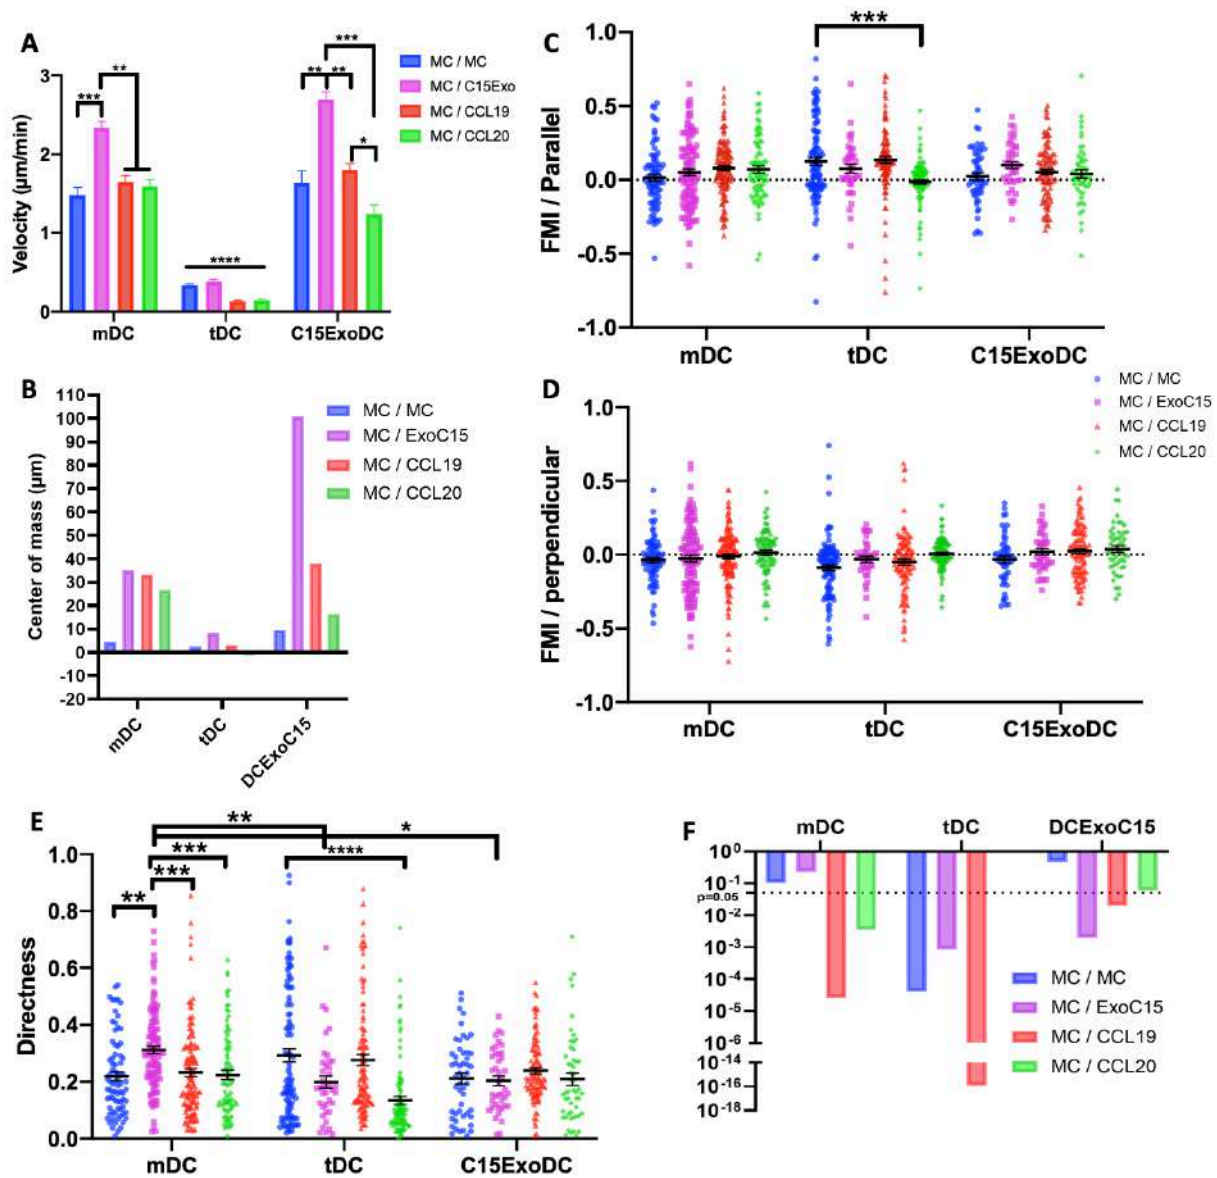 A
***
**
***
** **
*
****
MC / MC
MC / C15Exo
MC / CCL19
MC / CCL20
Velocity (µm/min)
3
2
1
0
mDC tDC C15ExoDC
C
***
FMI / Parallel
1.0
0.5
0.0
-0.5
-1.0
mDC tDC C15ExoDC
B
Center of mass (µm)
110
100
90
80
70
60
50
40
30
20
10
0
-10
-20
MC / MC
MC / ExoC15
MC / CCL19
MC / CCL20
mDC tDC DCExoC15
D
FMI / perpendicular
1.0
0.5
0.0
-0.5
-1.0
MC / MC
MC / ExoC15
MC / CCL19
MC / CCL20
mDC tDC C15ExoDC
E
**
*
***
****
***
**
Directness
1.0
0.8
0.6
0.4
0.2
0.0
mDC tDC C15ExoDC
F
mDC tDC DCExoC15
10⁰
10⁻¹
p=0.05
10⁻²
10⁻³
10⁻⁴
10⁻⁵
10⁻⁶
10⁻¹⁴
10⁻¹⁶
10⁻¹⁸
MC / MC
MC / ExoC15
MC / CCL19
MC / CCL20